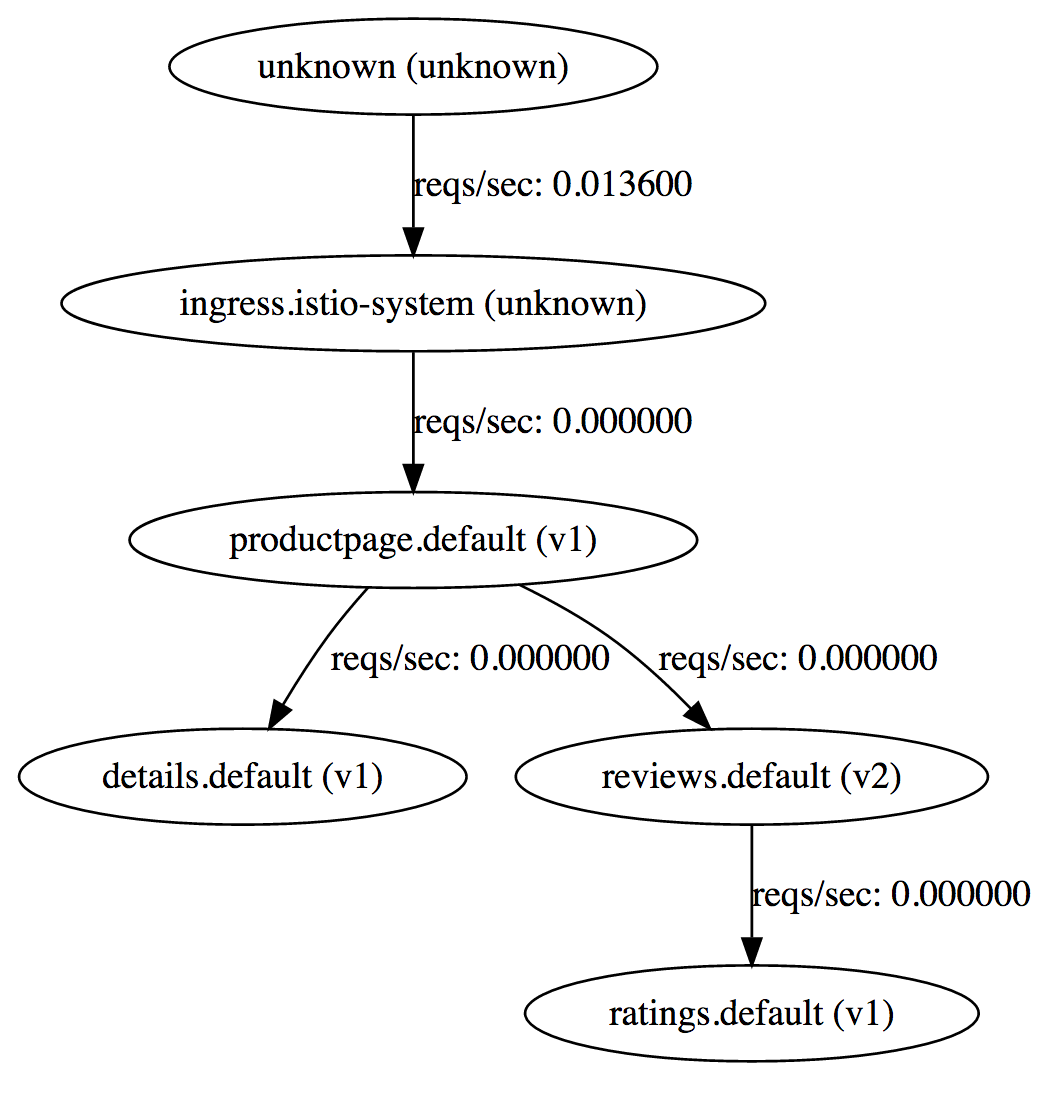 unknown (unknown)
reqs/sec: 0.013600
ingress.istio-system (unknown)
reqs/sec: 0.000000
productpage.default (v1)
reqs/sec: 0.000000
reqs/sec: 0.000000
details.default (v1)
reviews.default (v2)
reqs/sec: 0.000000
ratings.default (v1)